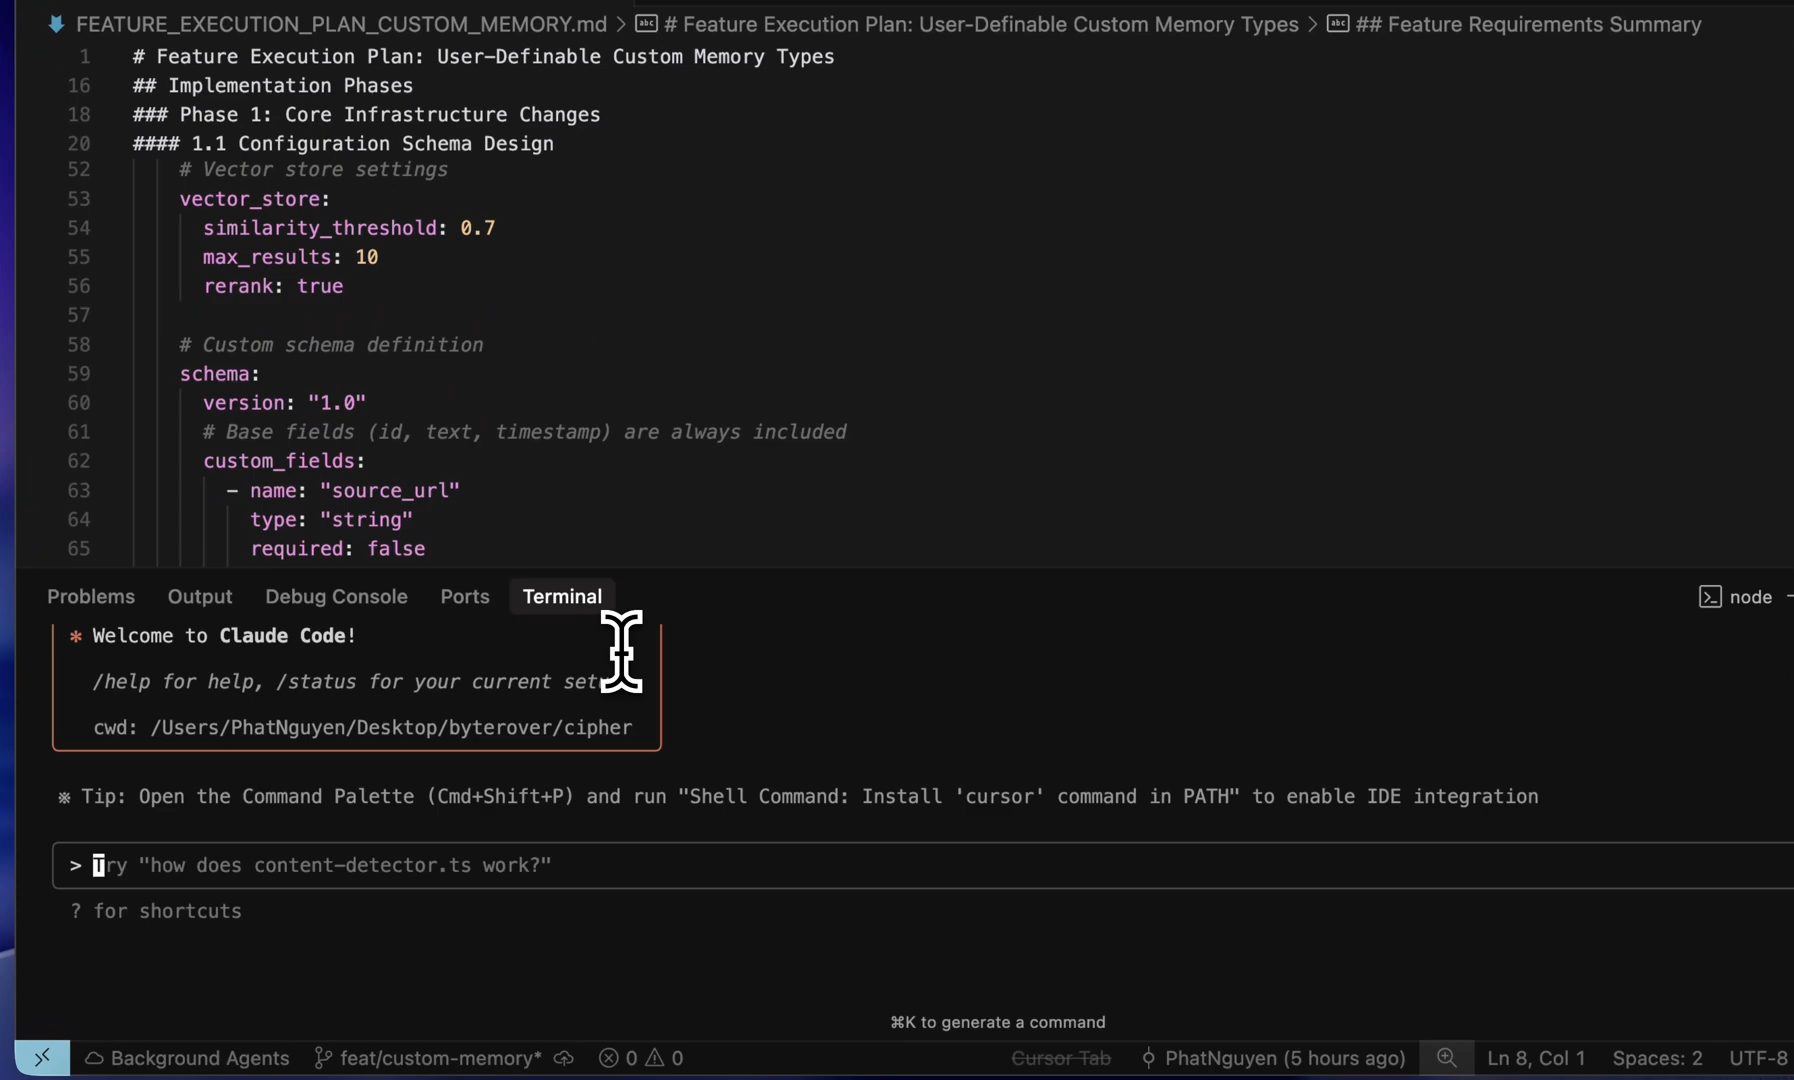 FEATURE_EXECUTION_PLAN_CUSTOM_MEMORY.md > # Feature Execution Plan: User-Definable Custom Memory Types > ## Feature Requirements Summary
1 # Feature Execution Plan: User-Definable Custom Memory Types
16 ## Implementation Phases
18 ### Phase 1: Core Infrastructure Changes
20 #### 1.1 Configuration Schema Design
52 # Vector store settings
53 vector_store:
54 similarity_threshold: 0.7
55 max_results: 10
56 rerank: true
57
58 # Custom schema definition
59 schema:
60 version: "1.0"
61 # Base fields (id, text, timestamp) are always included
62 custom_fields:
63 - name: "source_url"
64 type: "string"
65 required: false
Problems Output Debug Console Ports Terminal node
* Welcome to Claude Code!
/help for help, /status for your current
cwd: /Users/PhatNguyen/Desktop/byterover/cipher
※ Tip: Open the Command Palette (Cmd+Shift+P) and run "Shell Command: Install 'cursor' command in PATH" to enable IDE integration
> Try "how does content-detector.ts work?"
? for shortcuts
⌘K to generate a command
Background Agents feat/custom-memory* 0 0 Cursor Tab PhatNguyen (5 hours ago) Ln 8, Col 1 Spaces: 2 UTF-8